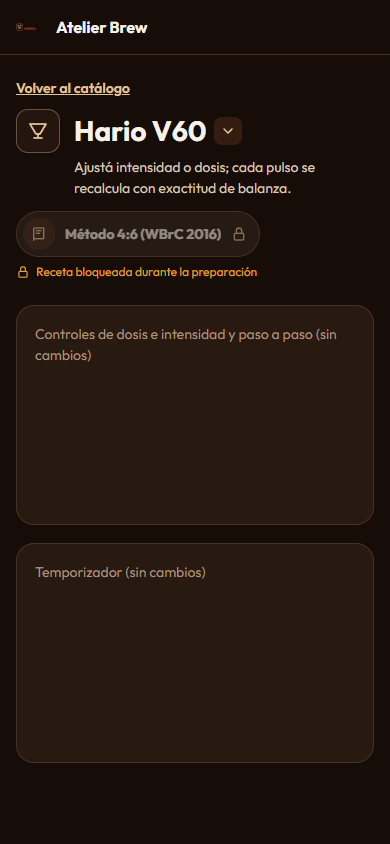 Atelier Brew
Volver al catálogo
Hario V60
Ajustá intensidad o dosis; cada pulso se
recalcula con exactitud de balanza.
Método 4:6 (WBrC 2016)
Receta bloqueada durante la preparación
Controles de dosis e intensidad y paso a paso (sin
cambios)
Temporizador (sin cambios)